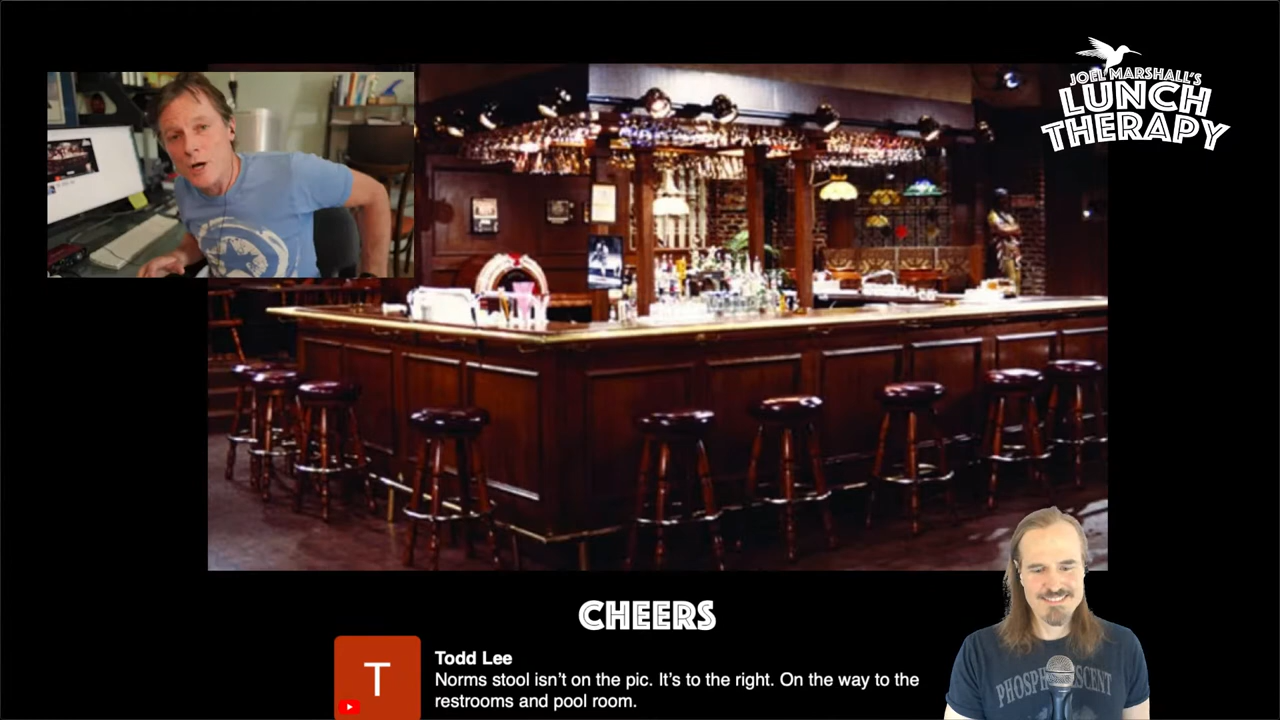 JOEL MARSHALL'S
LUNCH
THERAPY
CHEERS
T
Todd Lee
Norms stool isn't on the pic. It's to the right. On the way to the
restrooms and pool room.